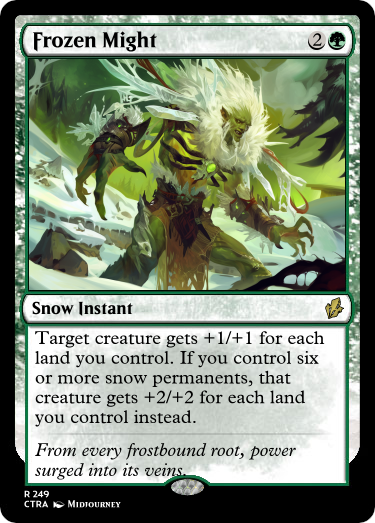 Frozen Might 2
Snow Instant
Target creature gets +1/+1 for each
land you control. If you control six
or more snow permanents, that
creature gets +2/+2 for each land
you control instead.
From every frostbound root, power
surged into its veins.
R 249
CTRA Midjourney